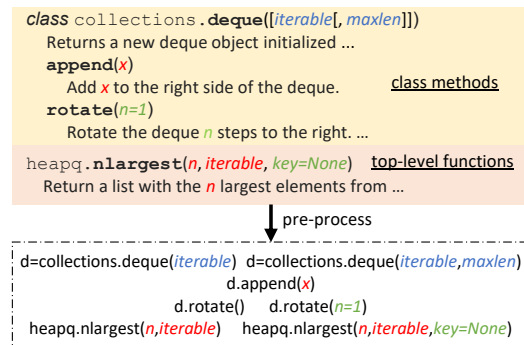 class collections.deque([iterable[, maxlen]])
Returns a new deque object initialized ...
append(x)
Add x to the right side of the deque.
class methods
rotate(n=1)
Rotate the deque n steps to the right. ...
heapq.nlargest(n, iterable, key=None) top-level functions
Return a list with the n largest elements from ...
pre-process
d=collections.deque(iterable) d=collections.deque(iterable,maxlen)
d.append(x)
d.rotate() d.rotate(n=1)
heapq.nlargest(n,iterable) heapq.nlargest(n,iterable,key=None)